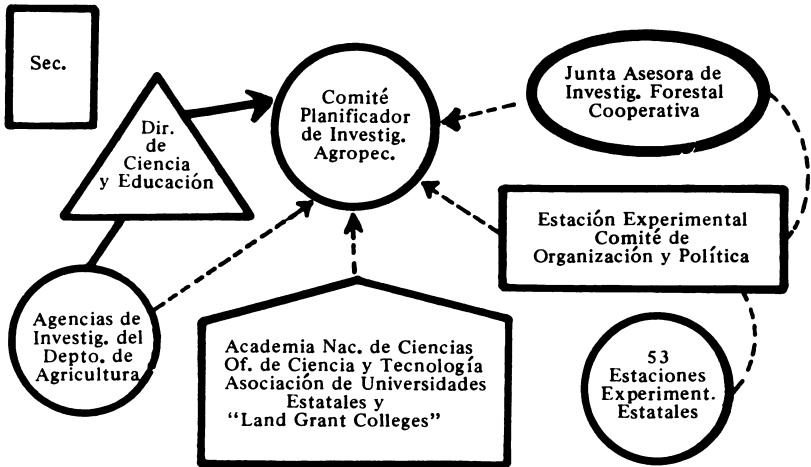 Sec.
Dir.
de
Ciencia
y Educación
Comité
Planificador
de Investig.
Agropec.
Junta Asesora de
Investig. Forestal
Cooperativa
Estación Experimental
Comité de
Organización y Política
Agencias de
Investig. del
Depto. de
Agricultura
Academia Nac. de Ciencias
Of. de Ciencia y Tecnología
Asociación de Universidades
Estatales y
“Land Grant Colleges”
53
Estaciones
Experiment.
Estatales